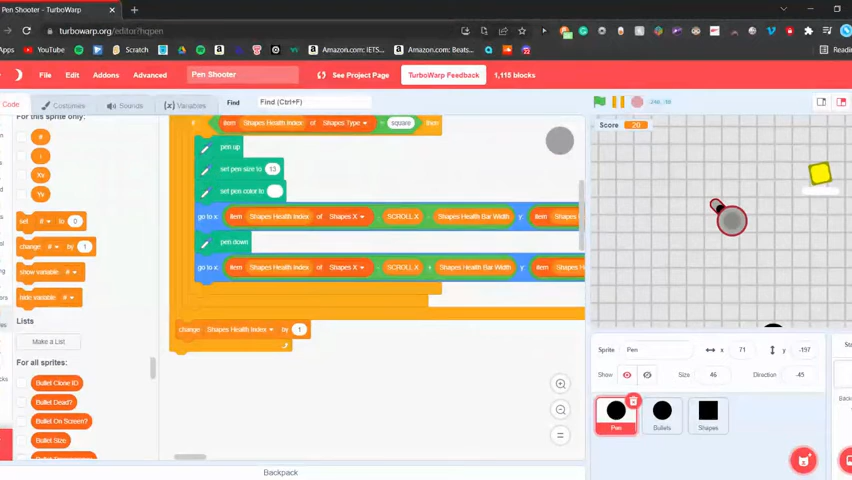 Pen Shooter - TurboWarp
turbowarp.org/editor?hqpen
Apps YouTube Scratch Amazon.com: IETS... Amazon.com: Beats... Reading
File Edit Addons Advanced Pen Shooter See Project Page TurboWarp Feedback 1,115 blocks
Code Costumes Sounds Variables Find Find (Ctrl+F)
For this sprite only:
#
i
Xv
Yv
set # to 0
change # by 1
show variable #
hide variable #
Lists
Make a List
For all sprites:
Bullet Clone ID
Bullet Dead?
Bullet On Screen?
Bullet Size
if item Shapes Health Index of Shapes Type = square then
pen up
set pen size to 13
set pen color to
go to x: item Shapes Health Index of Shapes X - SCROLL X - Shapes Health Bar Width y: item Shapes
pen down
go to x: item Shapes Health Index of Shapes X - SCROLL X + Shapes Health Bar Width y: item Shapes H
change Shapes Health Index by 1
Score 20
Sprite Pen x 71 y -197
Show Size 46 Direction -45
Pen
Bullets
Shapes
Backpack